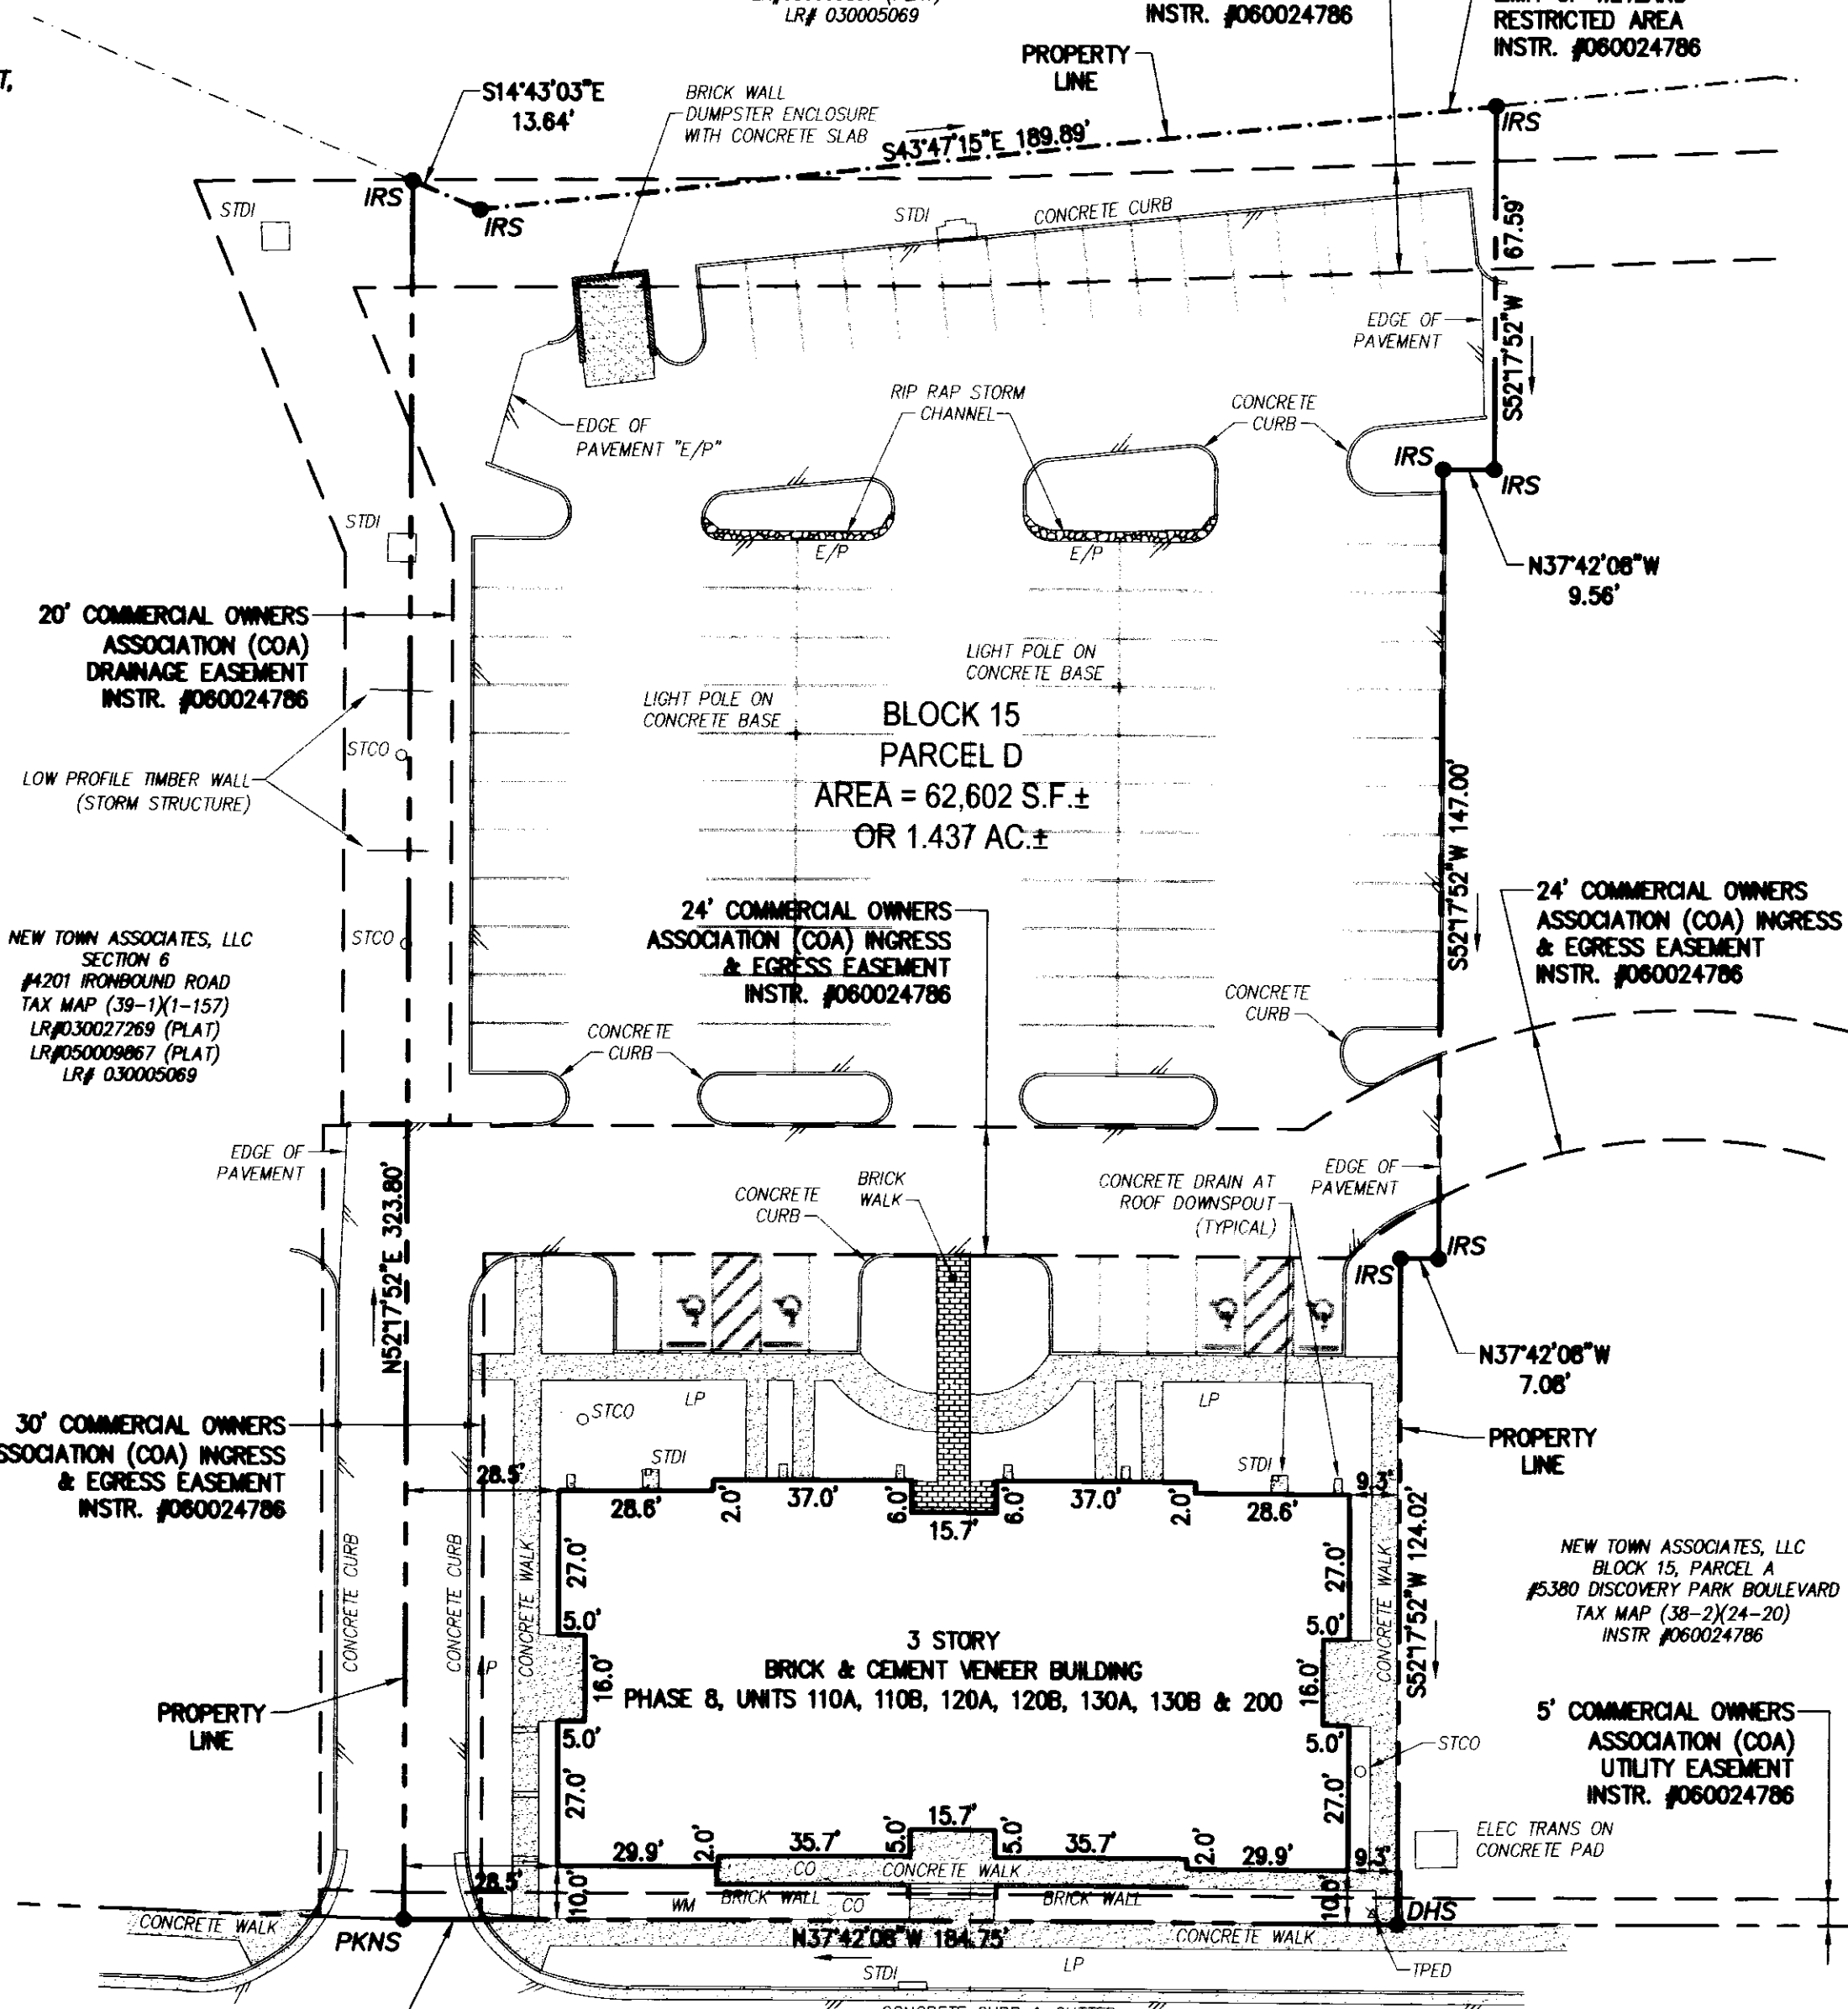 LR# 030005069
INSTR. #060024786
RESTRICTED AREA
INSTR. #060024786
PROPERTY
LINE
S14°43'03"E
13.64'
BRICK WALL
DUMPSTER ENCLOSURE
WITH CONCRETE SLAB
S43°47'15"E 189.89'
IRS
IRS
IRS
STDI
STDI
CONCRETE CURB
S52°17'52"W 67.59'
EDGE OF
PAVEMENT
RIP RAP STORM
CHANNEL
CONCRETE
CURB
EDGE OF
PAVEMENT "E/P"
IRS
IRS
STDI
E/P
E/P
N37°42'08"W
9.56'
20' COMMERCIAL OWNERS
ASSOCIATION (COA)
DRAINAGE EASEMENT
INSTR. #060024786
LIGHT POLE ON
CONCRETE BASE
LIGHT POLE ON
CONCRETE BASE
BLOCK 15
PARCEL D
AREA = 62,602 S.F.±
OR 1.437 AC.±
STCO
LOW PROFILE TIMBER WALL
(STORM STRUCTURE)
S52°17'52"W 147.00'
24' COMMERCIAL OWNERS
ASSOCIATION (COA) INGRESS
& EGRESS EASEMENT
INSTR. #060024786
24' COMMERCIAL OWNERS
ASSOCIATION (COA) INGRESS
& EGRESS EASEMENT
INSTR. #060024786
NEW TOWN ASSOCIATES, LLC
SECTION 6
#4201 IRONBOUND ROAD
TAX MAP (39-1)(1-157)
LR#030027269 (PLAT)
LR#050009867 (PLAT)
LR# 030005069
STCO
CONCRETE
CURB
CONCRETE
CURB
EDGE OF
PAVEMENT
N52°17'52"E 323.80'
CONCRETE
CURB
BRICK
WALK
CONCRETE DRAIN AT
ROOF DOWNSPOUT
(TYPICAL)
EDGE OF
PAVEMENT
IRS
IRS
N37°42'08"W
7.08'
LP
LP
STCO
30' COMMERCIAL OWNERS
ASSOCIATION (COA) INGRESS
& EGRESS EASEMENT
INSTR. #060024786
PROPERTY
LINE
STDI
STDI
28.5'
28.6'
2.0'
37.0'
6.0'
15.7'
6.0'
37.0'
2.0'
28.6'
9.3'
S52°17'52"W 124.02'
CONCRETE CURB
CONCRETE CURB
CONCRETE WALK
27.0'
27.0'
CONCRETE WALK
NEW TOWN ASSOCIATES, LLC
BLOCK 15, PARCEL A
#5380 DISCOVERY PARK BOULEVARD
TAX MAP (38-2)(24-20)
INSTR #060024786
5.0'
5.0'
3 STORY
BRICK & CEMENT VENEER BUILDING
PHASE 8, UNITS 110A, 110B, 120A, 120B, 130A, 130B & 200
LP
16.0'
16.0'
PROPERTY
LINE
5.0'
5.0'
STCO
5' COMMERCIAL OWNERS
ASSOCIATION (COA)
UTILITY EASEMENT
INSTR. #060024786
27.0'
27.0'
15.7'
29.9'
2.0'
35.7'
5.0'
5.0'
35.7'
2.0'
29.9'
9.3'
ELEC TRANS ON
CONCRETE PAD
CO
CONCRETE WALK
28.5'
10.0'
WM
BRICK WALL
CO
BRICK WALL
10.0'
DHS
CONCRETE WALK
PKNS
N37°42'08"W 184.75'
CONCRETE WALK
STDI
LP
TPED